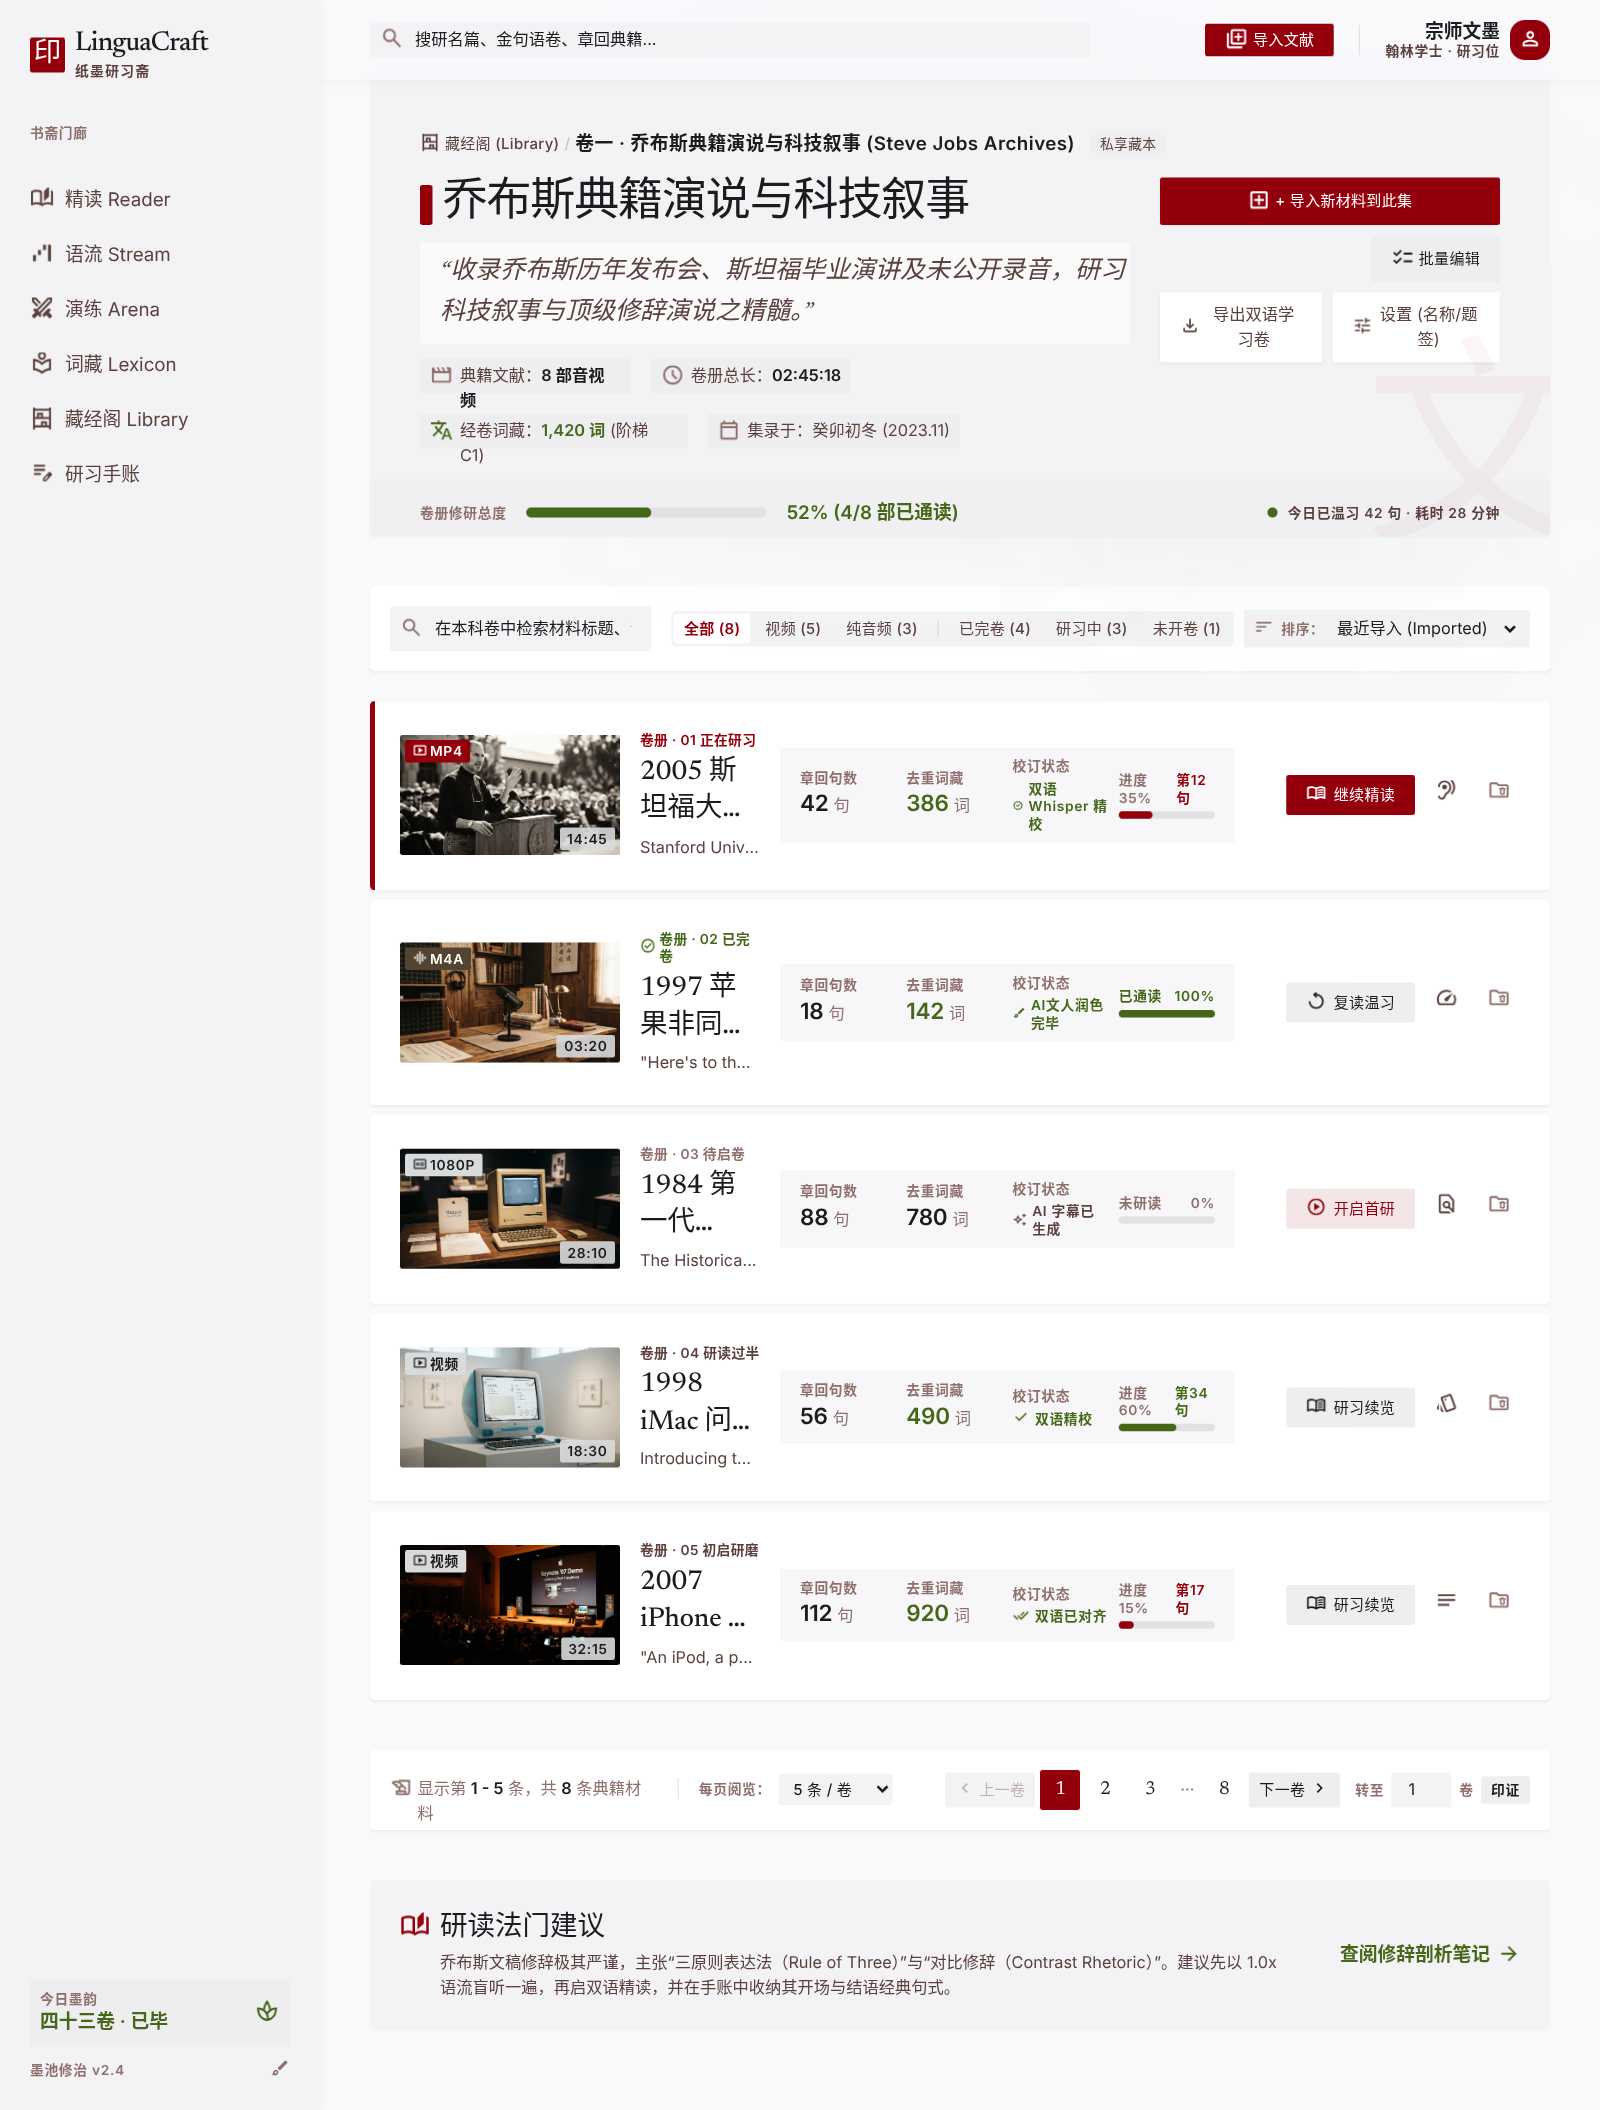 印
LinguaCraft
纸墨研习斋
书斋门廊
精读 Reader
语流 Stream
演练 Arena
词藏 Lexicon
藏经阁 Library
研习手账
今日墨韵
四十三卷 · 已毕
墨池修治 v2.4
搜研名篇、金句语卷、章回典籍...
导入文献
宗师文墨
翰林学士 · 研习位
藏经阁 (Library) / 卷一 · 乔布斯典籍演说与科技叙事 (Steve Jobs Archives) 私享藏本
乔布斯典籍演说与科技叙事
“收录乔布斯历年发布会、斯坦福毕业演讲及未公开录音，研习
科技叙事与顶级修辞演说之精髓。”
+ 导入新材料到此集
批量编辑
导出双语学
习卷
设置 (名称/题
签)
典籍文献：8 部音视
频
卷册总长：02:45:18
经卷词藏：1,420 词 (阶梯
C1)
集录于：癸卯初冬 (2023.11)
文
卷册修研总度 52% (4/8 部已通读)
今日已温习 42 句 · 耗时 28 分钟
在本科卷中检索材料标题、
全部 (8) 视频 (5) 纯音频 (3) 已完卷 (4) 研习中 (3) 未开卷 (1)
排序： 最近导入 (Imported)
MP4
14:45
卷册 · 01 正在研习
2005 斯
坦福大...
Stanford Univ...
章回句数
42 句
去重词藏
386 词
校订状态
双语
Whisper 精
校
进度
35%
第12
句
继续精读
M4A
03:20
卷册 · 02 已完
卷
1997 苹
果非同...
"Here's to th...
章回句数
18 句
去重词藏
142 词
校订状态
AI文人润色
完毕
已通读 100%
复读温习
1080P
28:10
卷册 · 03 待启卷
1984 第
一代...
The Historica...
章回句数
88 句
去重词藏
780 词
校订状态
AI 字幕已
生成
未研读 0%
开启首研
视频
18:30
卷册 · 04 研读过半
1998
iMac 问...
Introducing t...
章回句数
56 句
去重词藏
490 词
校订状态
双语精校
进度
60%
第34
句
研习续览
视频
Keynote '07 Demo
32:15
卷册 · 05 初启研磨
2007
iPhone ...
"An iPod, a p...
章回句数
112 句
去重词藏
920 词
校订状态
双语已对齐
进度
15%
第17
句
研习续览
显示第 1 - 5 条，共 8 条典籍材
料
每页阅览： 5 条 / 卷
上一卷 1 2 3 ... 8 下一卷 转至 1 卷 印证
研读法门建议
乔布斯文稿修辞极其严谨，主张“三原则表达法（Rule of Three）”与“对比修辞（Contrast Rhetoric）”。建议先以 1.0x
语流盲听一遍，再启双语精读，并在手账中收纳其开场与结语经典句式。
查阅修辞剖析笔记